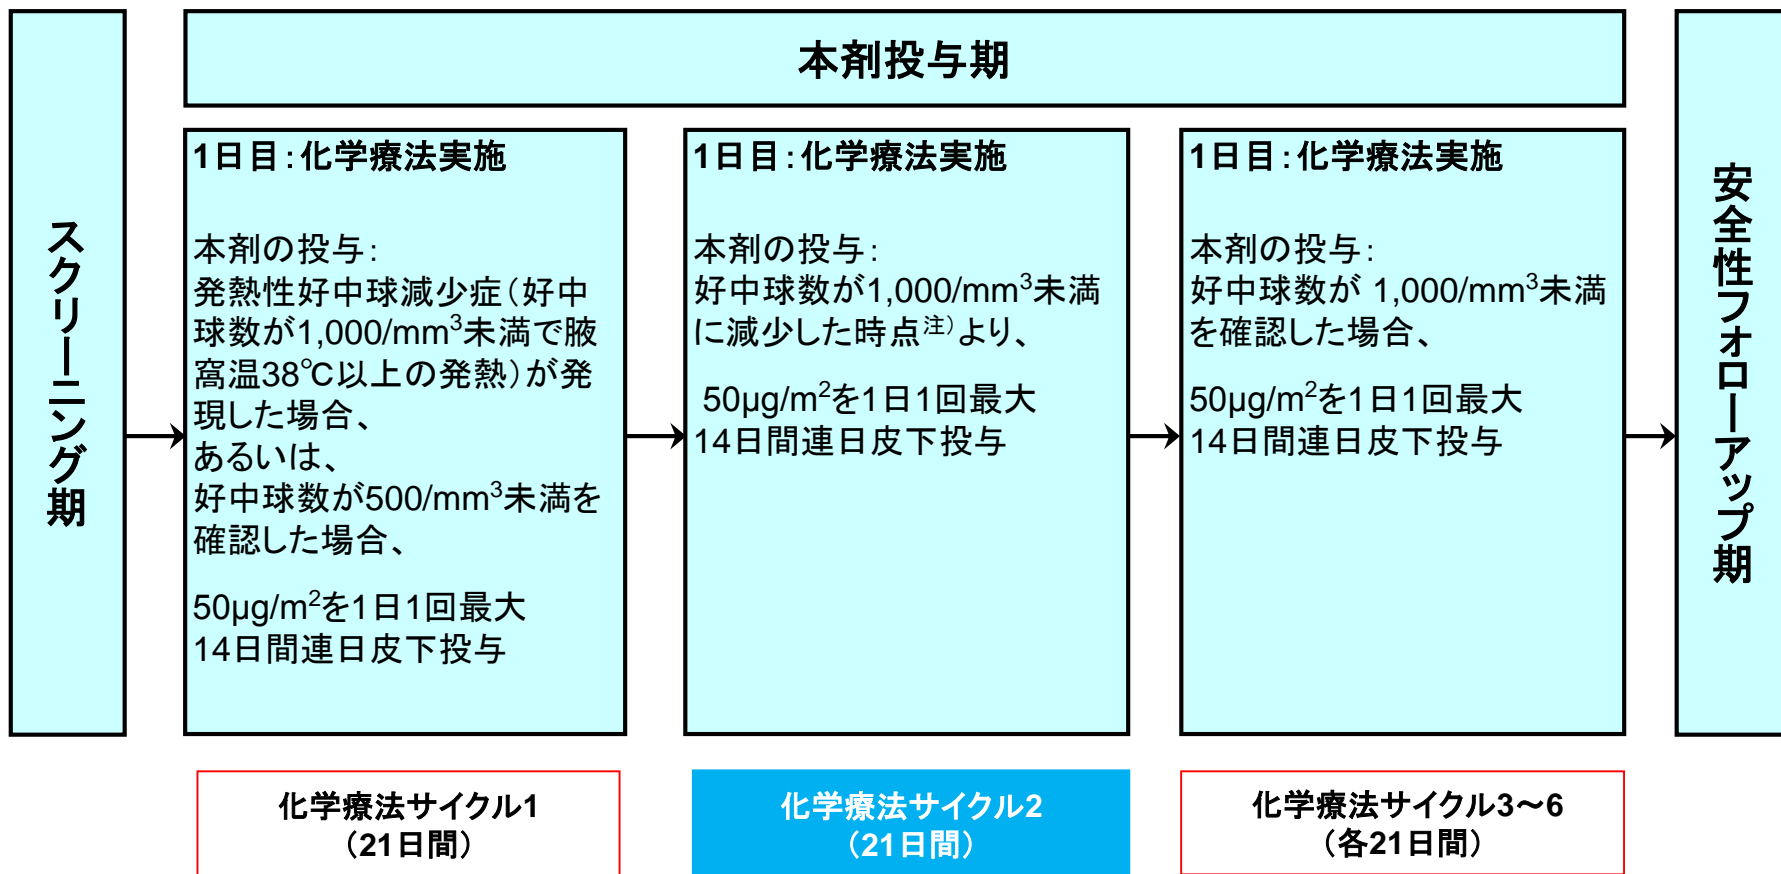 スクリーニング期
本剤投与期
1日目：化学療法実施
本剤の投与：
発熱性好中球減少症（好中
球数が1,000/mm³未満で腋
窩温38℃以上の発熱）が発
現した場合、
あるいは、
好中球数が500/mm³未満を
確認した場合、
50μg/m²を1日1回最大
14日間連日皮下投与
1日目：化学療法実施
本剤の投与：
好中球数が1,000/mm³未満
に減少した時点注）より、
50μg/m²を1日1回最大
14日間連日皮下投与
1日目：化学療法実施
本剤の投与：
好中球数が 1,000/mm³未満
を確認した場合、
50μg/m²を1日1回最大
14日間連日皮下投与
安全性フォローアップ期
化学療法サイクル1
（21日間）
化学療法サイクル2
（21日間）
化学療法サイクル3～6
（各21日間）